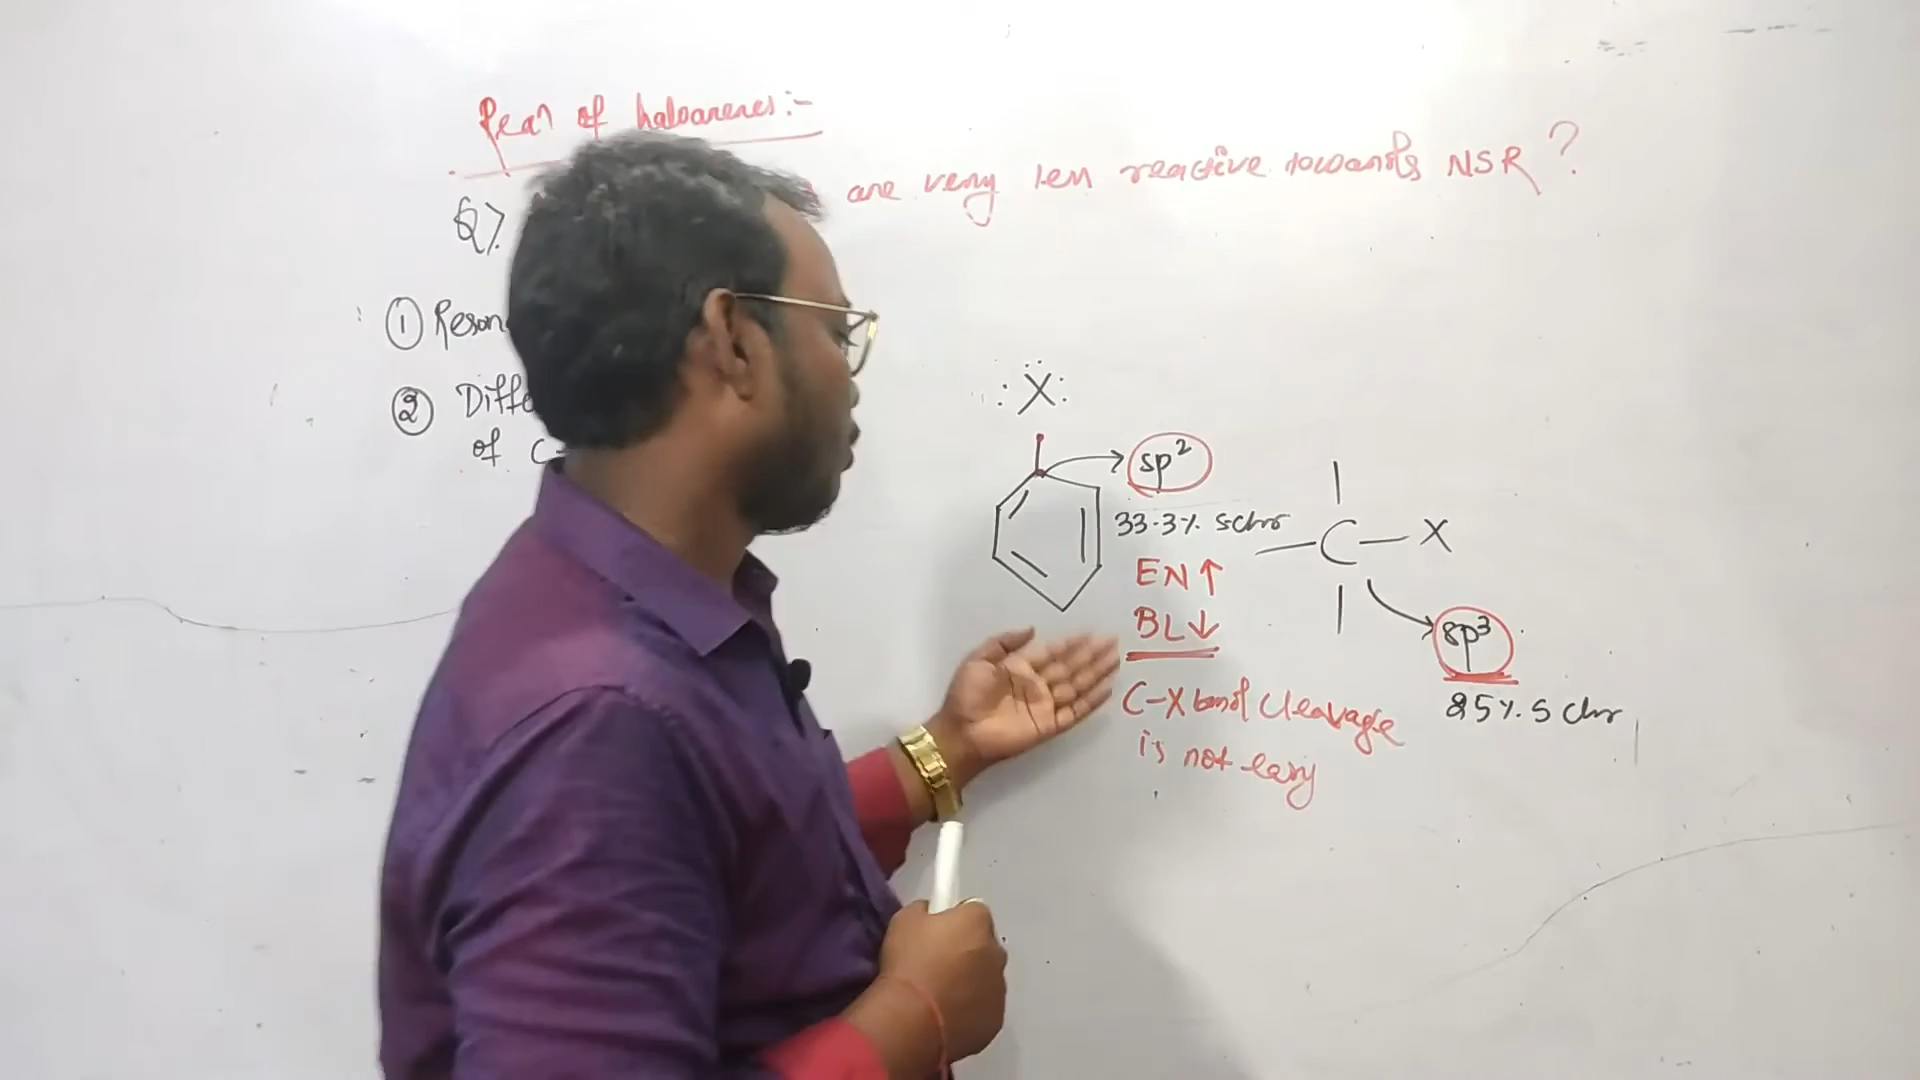 Rean of haloarenes:-
Q> are very less reactive towards NSR?
① Reson
② Diffe
of C-
:X:
sp²
33.3% s chr
EN↑
BL↓
C-X bond cleavage
is not easy
C-X
sp³
25% s chr